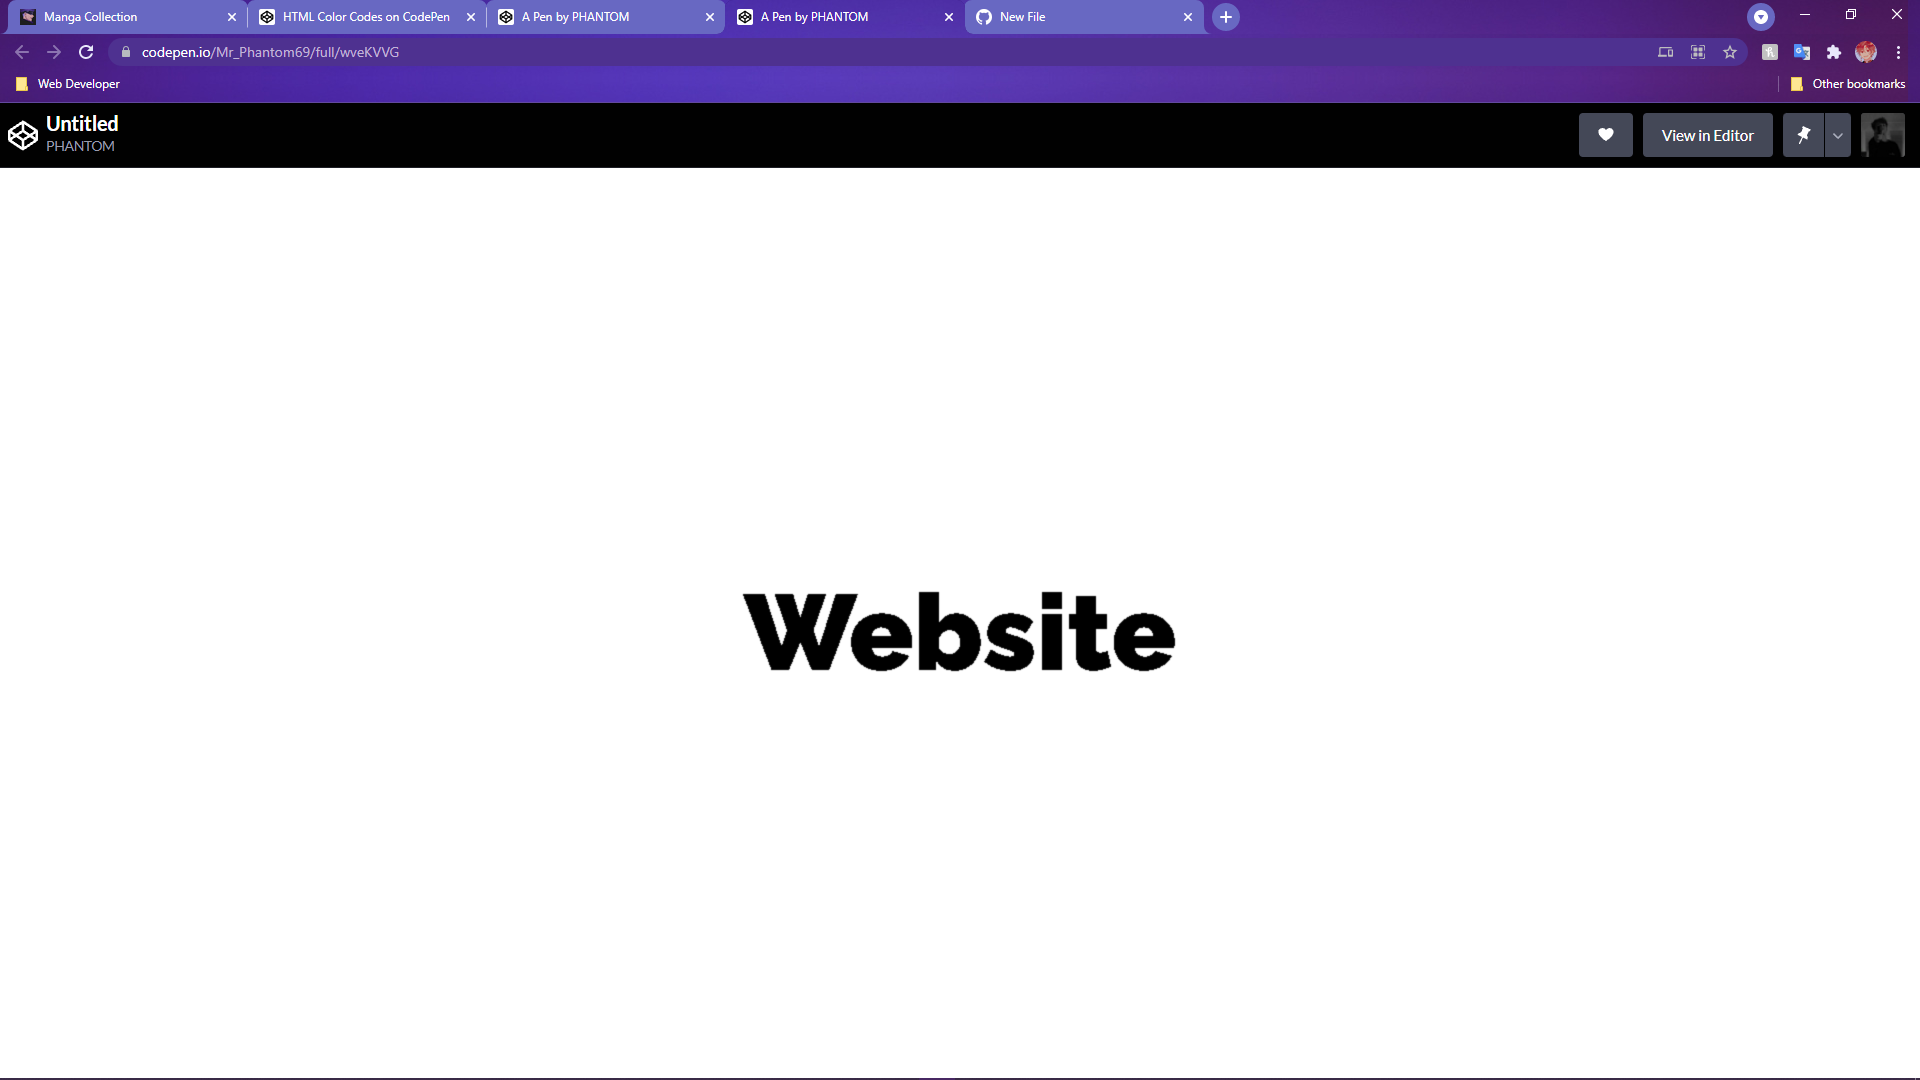 Manga Collection
HTML Color Codes on CodePen
A Pen by PHANTOM
A Pen by PHANTOM
New File
codepen.io/Mr_Phantom69/full/wveKVVG
Web Developer
Other bookmarks
Untitled
PHANTOM
View in Editor
Website